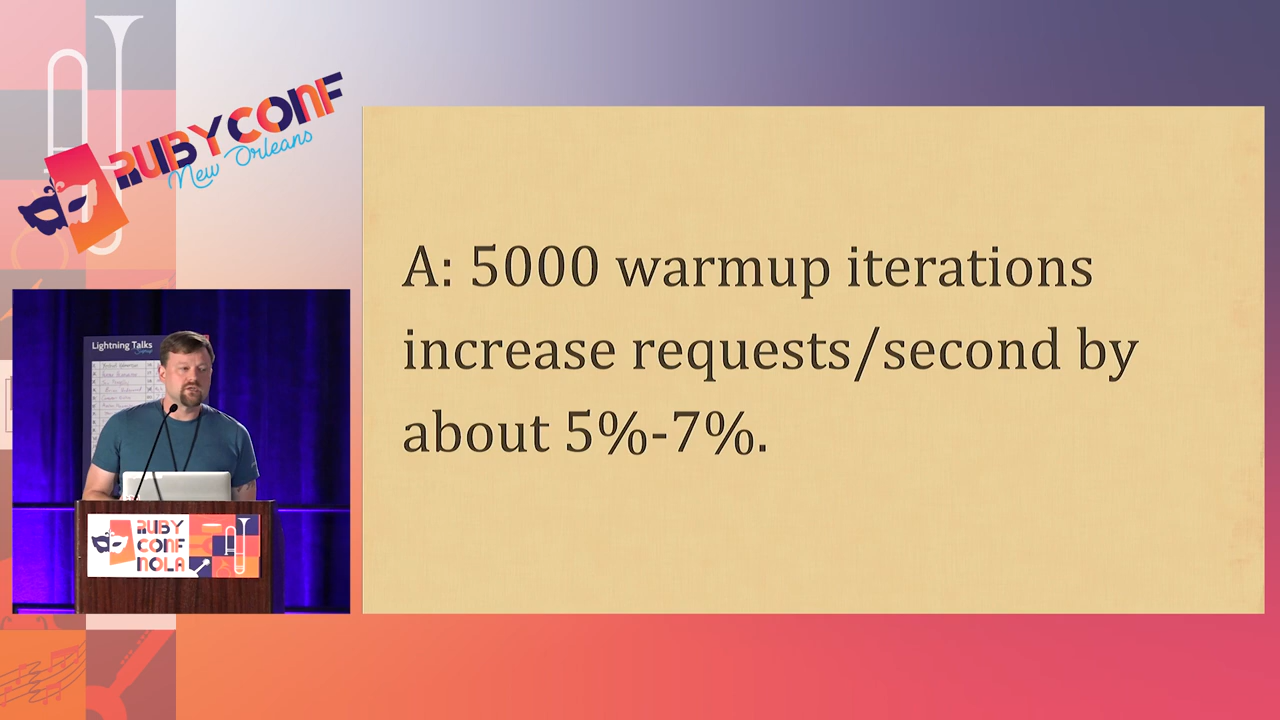 RUBYCONF
New Orleans
A: 5000 warmup iterations
increase requests/second by
about 5%-7%.
Lightning Talks
RUBY
CONF
NOLA